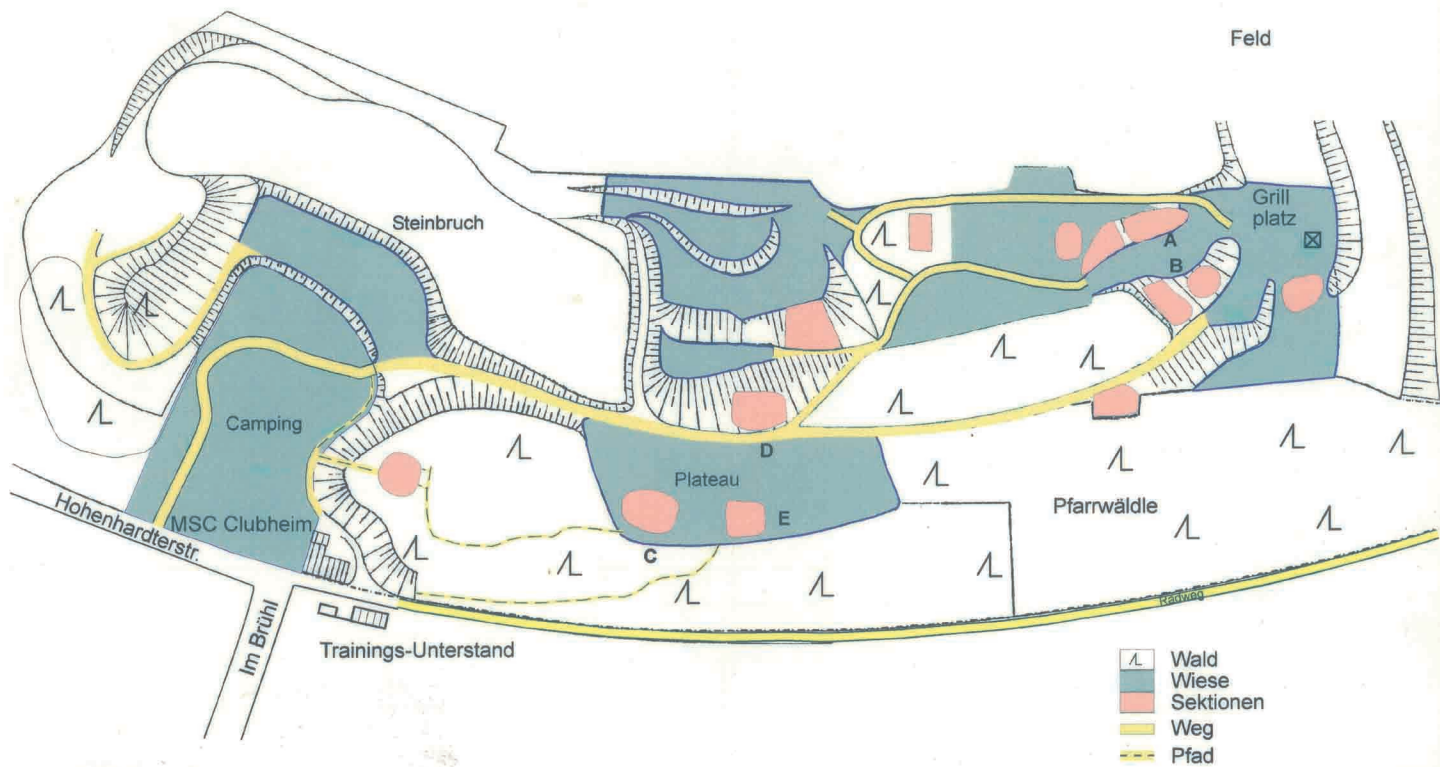 Feld
Grill
platz
Steinbruch
A
B
Camping
D
Plateau
E
C
Pfarrwäldle
MSC Clubheim
Hohenhardterstr.
Im Brühl
Radweg
Trainings-Unterstand
Wald
Wiese
Sektionen
Weg
Pfad